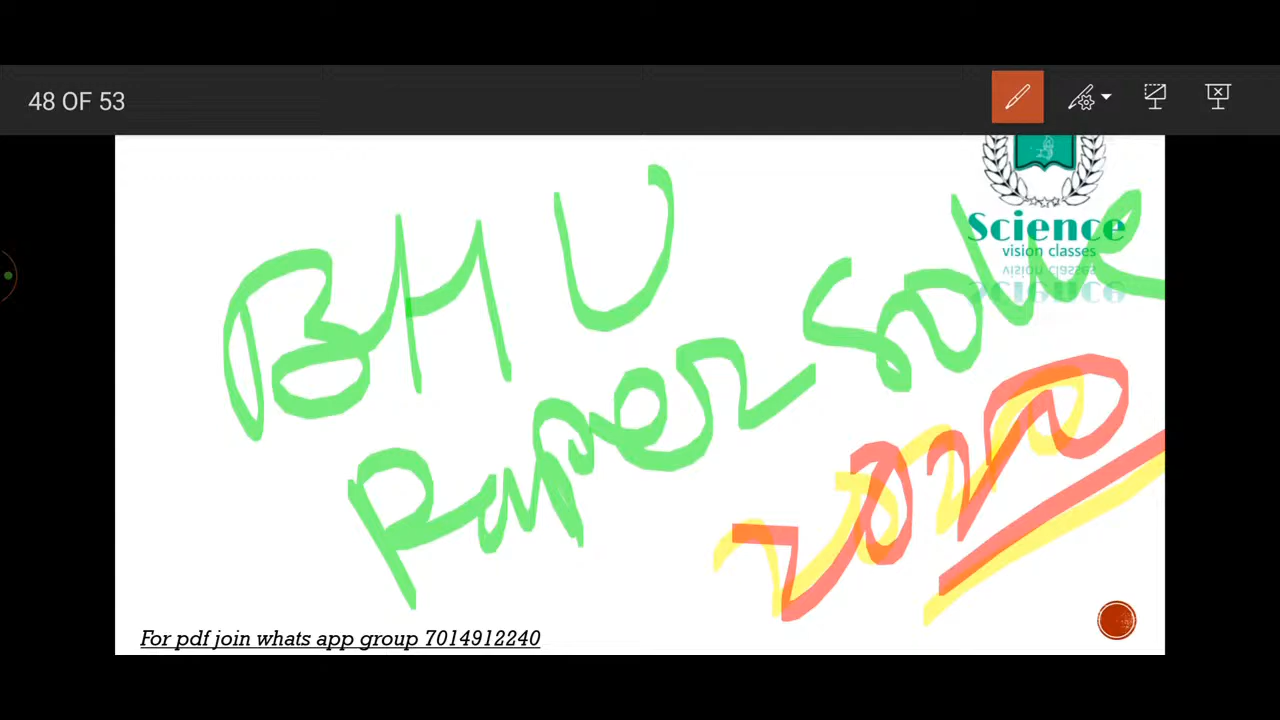 48 OF 53
Science
vision classes
BHU
Paper Solve
2020
For pdf join whats app group 7014912240